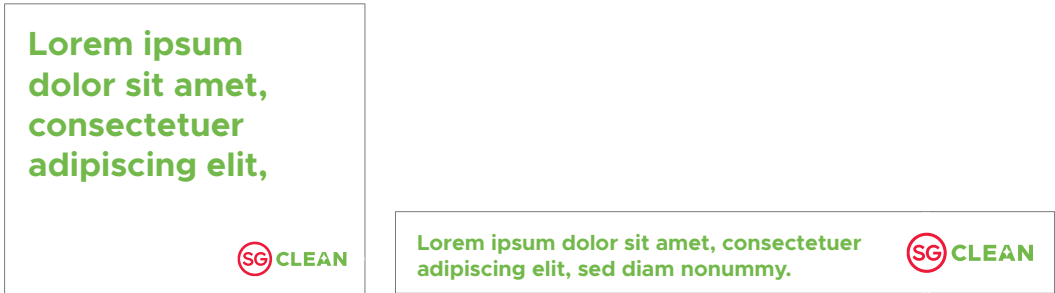 Lorem ipsum
dolor sit amet,
consectetuer
adipiscing elit,
SG CLEAN
Lorem ipsum dolor sit amet, consectetuer
adipiscing elit, sed diam nonummy.
SG CLEAN